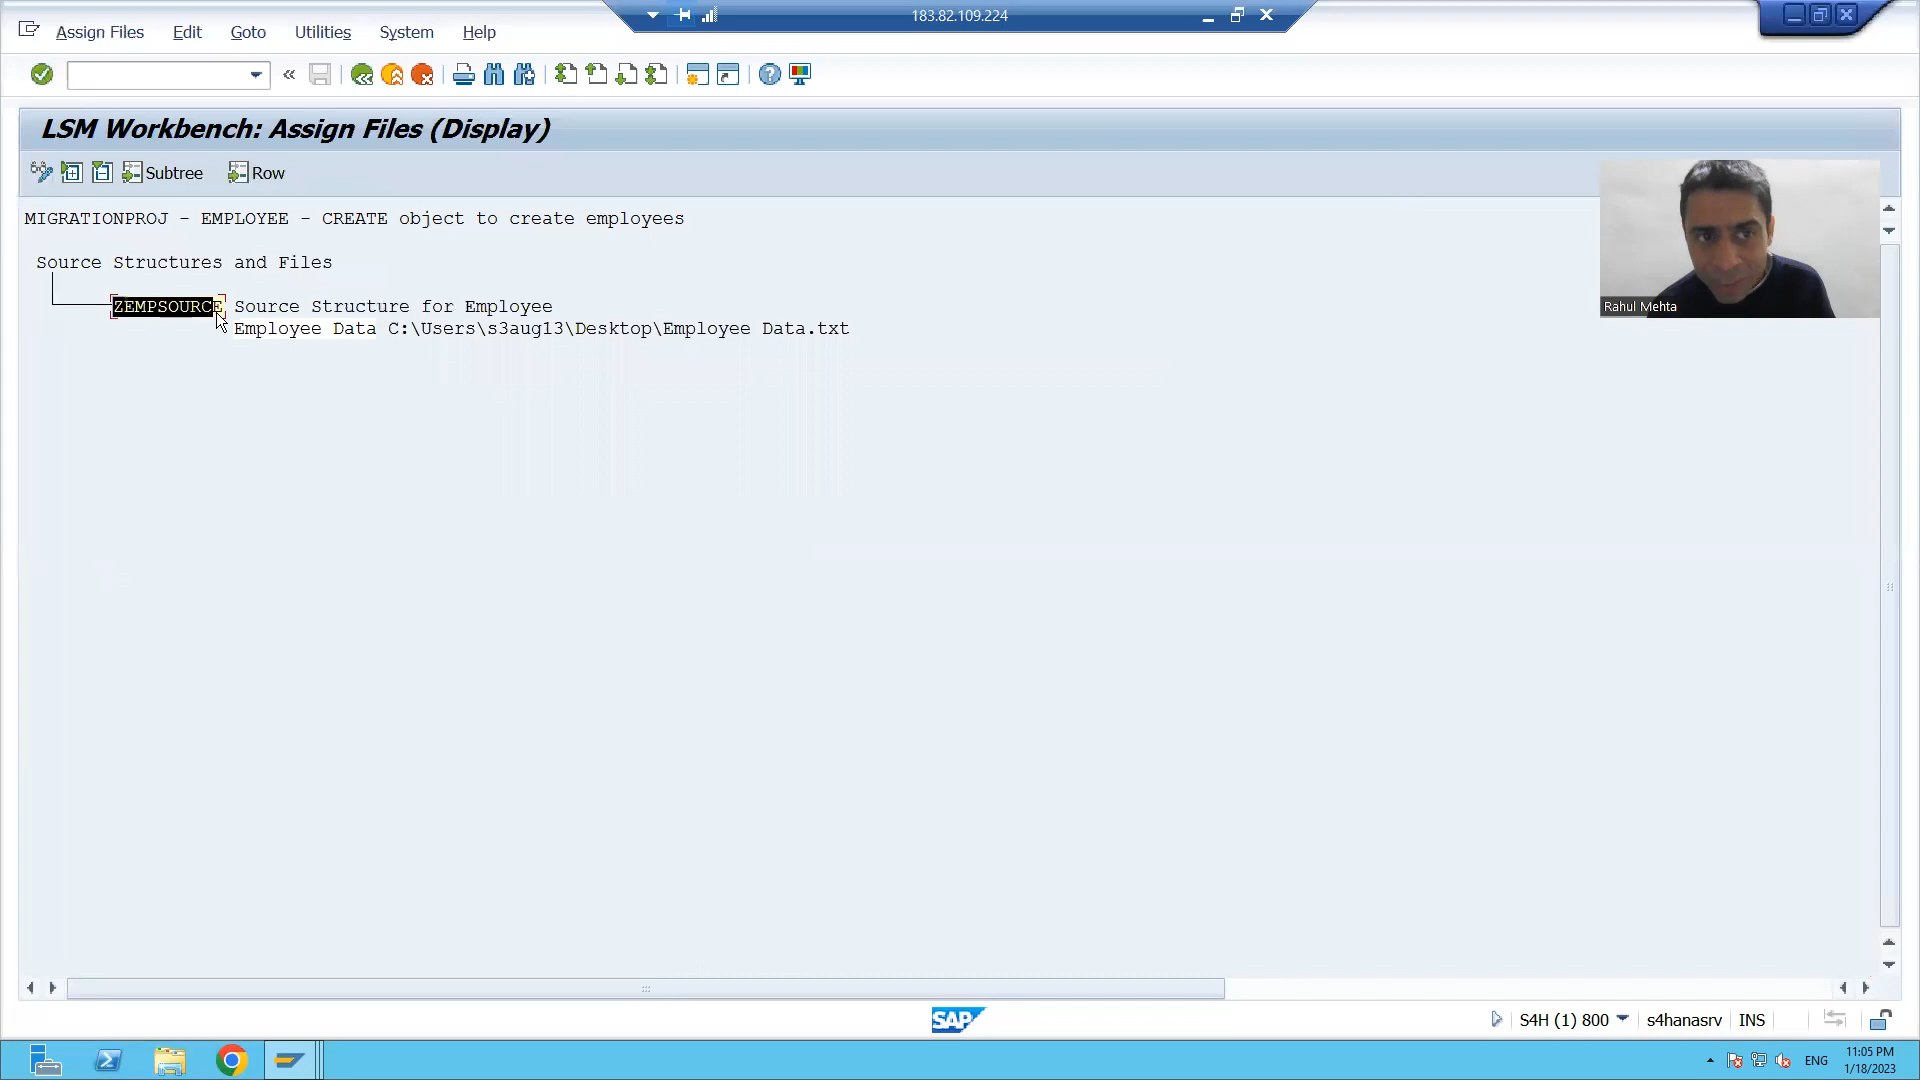 183.82.109.224
Assign Files Edit Goto Utilities System Help
LSM Workbench: Assign Files (Display)
Subtree Row
MIGRATIONPROJ - EMPLOYEE - CREATE object to create employees
Source Structures and Files
ZEMPSOURCE Source Structure for Employee
Employee Data C:\Users\s3aug13\Desktop\Employee Data.txt
Rahul Mehta
SAP
S4H (1) 800 s4hanasrv INS
ENG
11:05 PM
1/18/2023